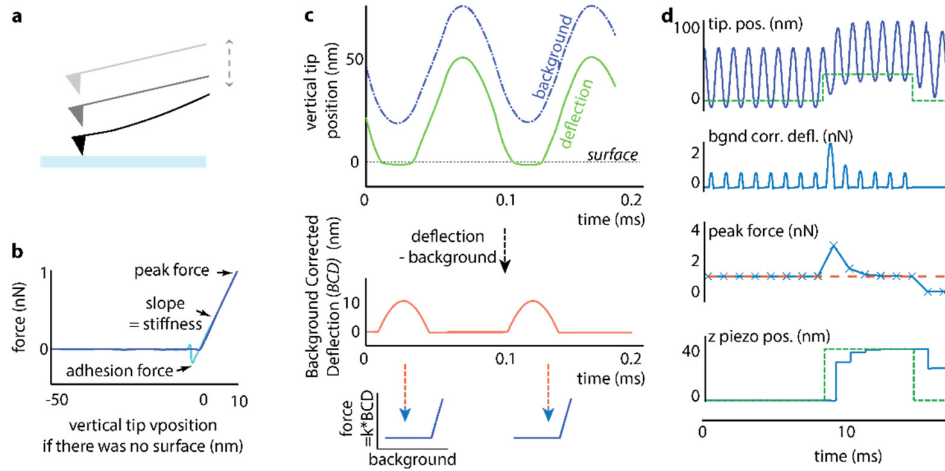 a
b
1
force (nN)
0
peak force
slope
= stiffness
adhesion force
-50
0
10
vertical tip vposition
if there was no surface (nm)
c
vertical tip
position (nm)
50
0
background
deflection
surface
0
0.1
0.2
time (ms)
deflection
- background
Background Corrected
Deflection (BCD) (nm)
10
0
0
0.1
0.2
time (ms)
force
=k*BCD
background
d
tip. pos. (nm)
100
0
bgnd corr. defl. (nN)
2
0
peak force (nN)
4
2
0
z piezo pos. (nm)
40
0
0
10
time (ms)